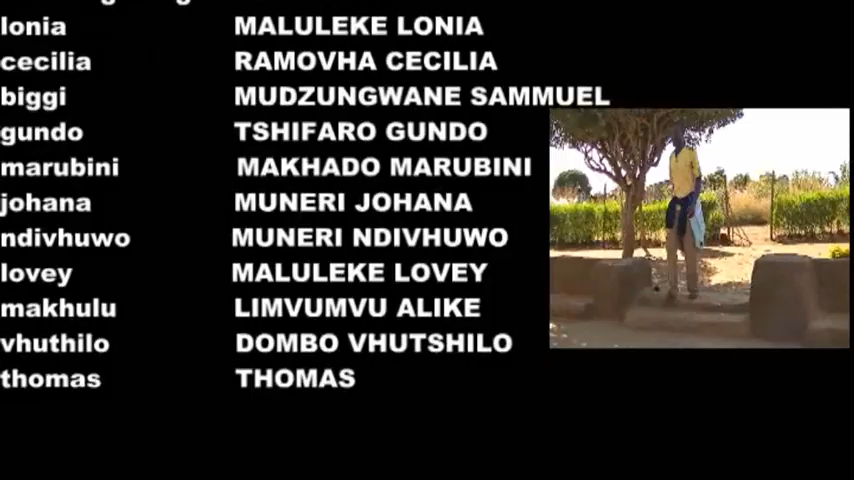 lonia MALULEKE LONIA
cecilia RAMOVHA CECILIA
biggi MUDZUNGWANE SAMMUEL
gundo TSHIFARO GUNDO
marubini MAKHADO MARUBINI
johana MUNERI JOHANA
ndivhuwo MUNERI NDIVHUWO
lovey MALULEKE LOVEY
makhulu LIMVUMVU ALIKE
vhuthilo DOMBO VHUTSHILO
thomas THOMAS